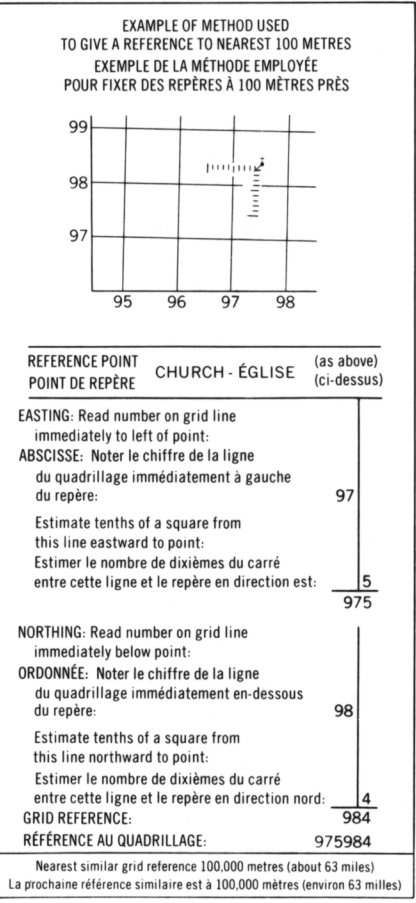 EXAMPLE OF METHOD USED
TO GIVE A REFERENCE TO NEAREST 100 METRES
EXEMPLE DE LA MÉTHODE EMPLOYÉE
POUR FIXER DES REPÈRES À 100 MÈTRES PRÈS
99
98
97
95 96 97 98
REFERENCE POINT
POINT DE REPÈRE
CHURCH - ÉGLISE
(as above)
(ci-dessus)
EASTING: Read number on grid line
immediately to left of point:
ABSCISSE: Noter le chiffre de la ligne
du quadrillage immédiatement à gauche
du repère: 97
Estimate tenths of a square from
this line eastward to point:
Estimer le nombre de dixièmes du carré
entre cette ligne et le repère en direction est: 5
975
NORTHING: Read number on grid line
immediately below point:
ORDONNÉE: Noter le chiffre de la ligne
du quadrillage immédiatement en-dessous
du repère: 98
Estimate tenths of a square from
this line northward to point:
Estimer le nombre de dixièmes du carré
entre cette ligne et le repère en direction nord: 4
GRID REFERENCE: 984
RÉFÉRENCE AU QUADRILLAGE: 975984
Nearest similar grid reference 100,000 metres (about 63 miles)
La prochaine référence similaire est à 100,000 mètres (environ 63 milles)